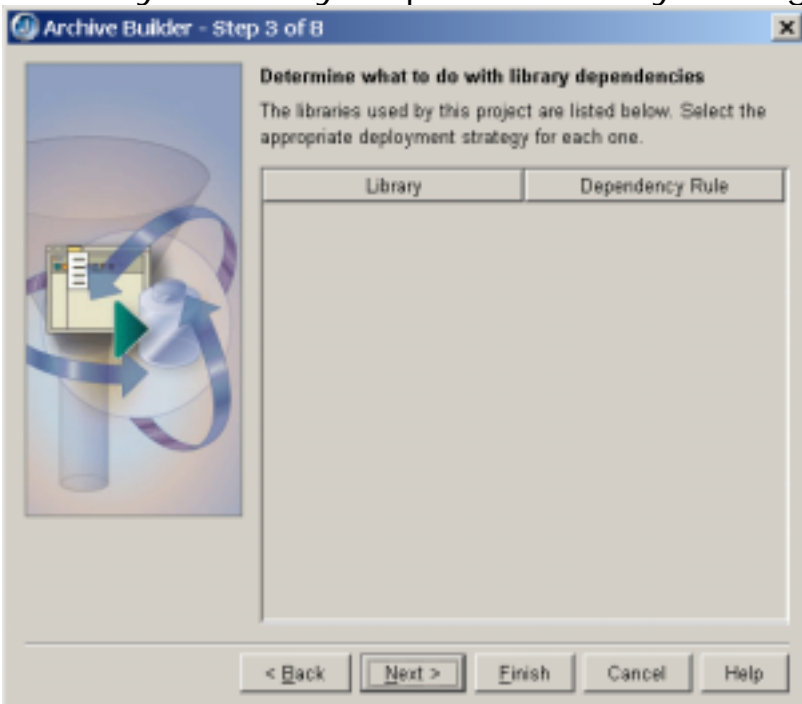 Archive Builder - Step 3 of 8
Determine what to do with library dependencies
The libraries used by this project are listed below. Select the
appropriate deployment strategy for each one.
Library Dependency Rule
< Back Next > Finish Cancel Help